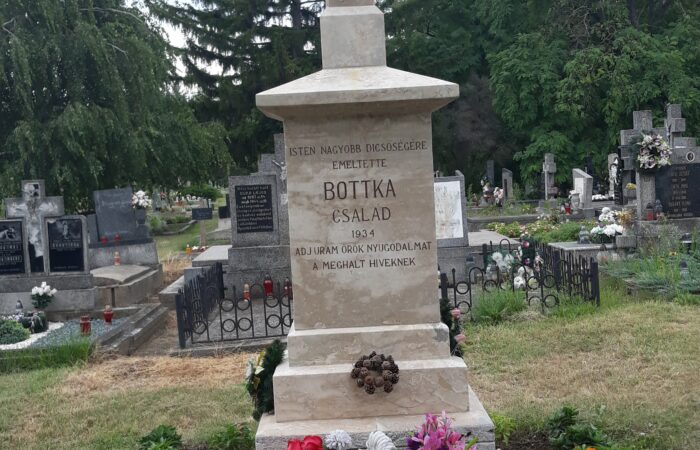 ISTEN NAGYOBB DICSŐSÉGÉRE
EMELTETTE
BOTTKA
CSALÁD
1934
ADJ URAM ÖRÖK NYUGODALMAT
A MEGHALT HIVEKNEK